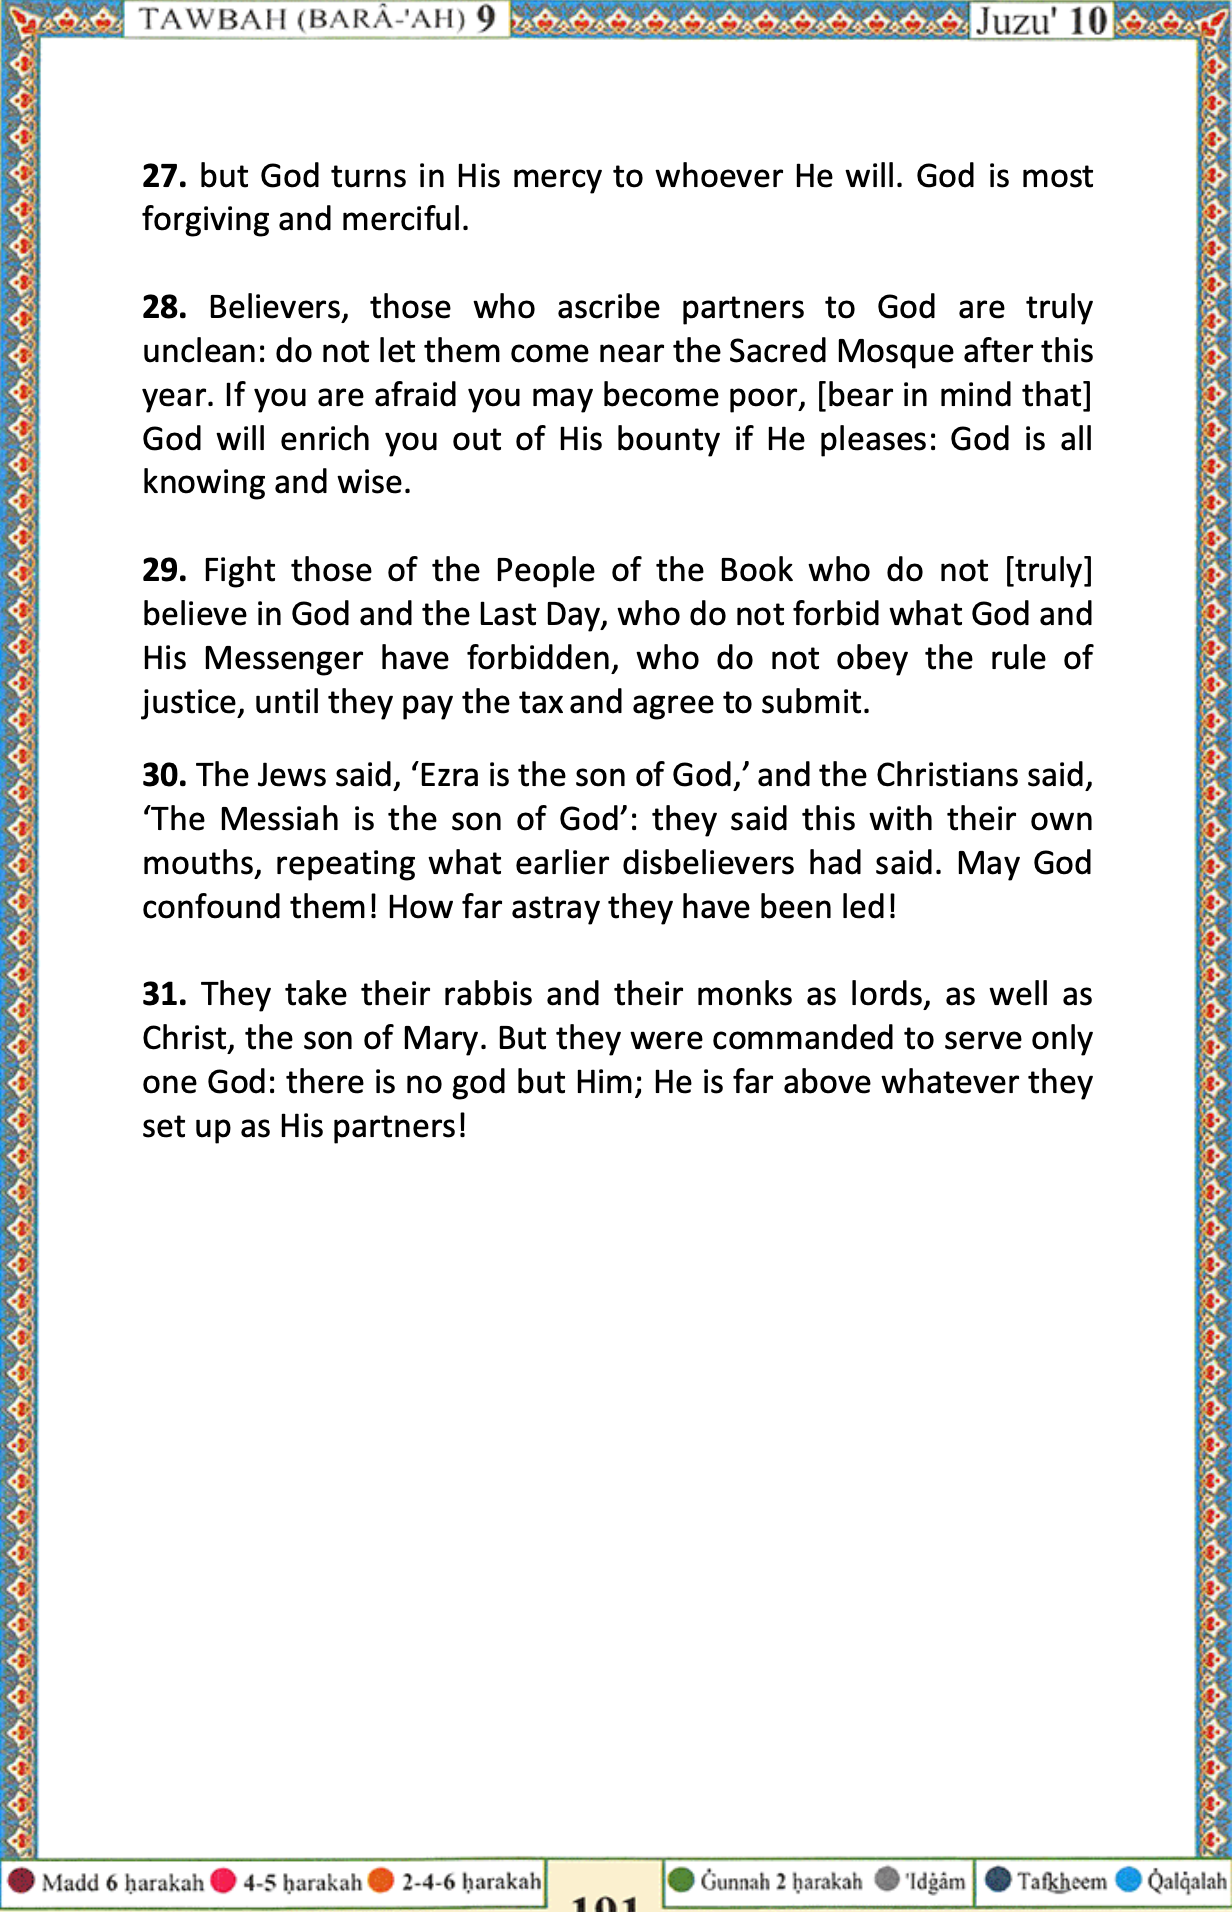 TAWBAH (BARÂ-'AH) 9
Juzu' 10
27. but God turns in His mercy to whoever He will. God is most
forgiving and merciful.
28. Believers, those who ascribe partners to God are truly
unclean: do not let them come near the Sacred Mosque after this
year. If you are afraid you may become poor, [bear in mind that]
God will enrich you out of His bounty if He pleases: God is all
knowing and wise.
29. Fight those of the People of the Book who do not [truly]
believe in God and the Last Day, who do not forbid what God and
His Messenger have forbidden, who do not obey the rule of
justice, until they pay the tax and agree to submit.
30. The Jews said, ‘Ezra is the son of God,’ and the Christians said,
‘The Messiah is the son of God’: they said this with their own
mouths, repeating what earlier disbelievers had said. May God
confound them! How far astray they have been led!
31. They take their rabbis and their monks as lords, as well as
Christ, the son of Mary. But they were commanded to serve only
one God: there is no god but Him; He is far above whatever they
set up as His partners!
Madd 6 ḥarakah 4-5 ḥarakah 2-4-6 ḥarakah
191
Ġunnah 2 ḥarakah 'Idġâm
Tafkheem Q̇alq̇alah